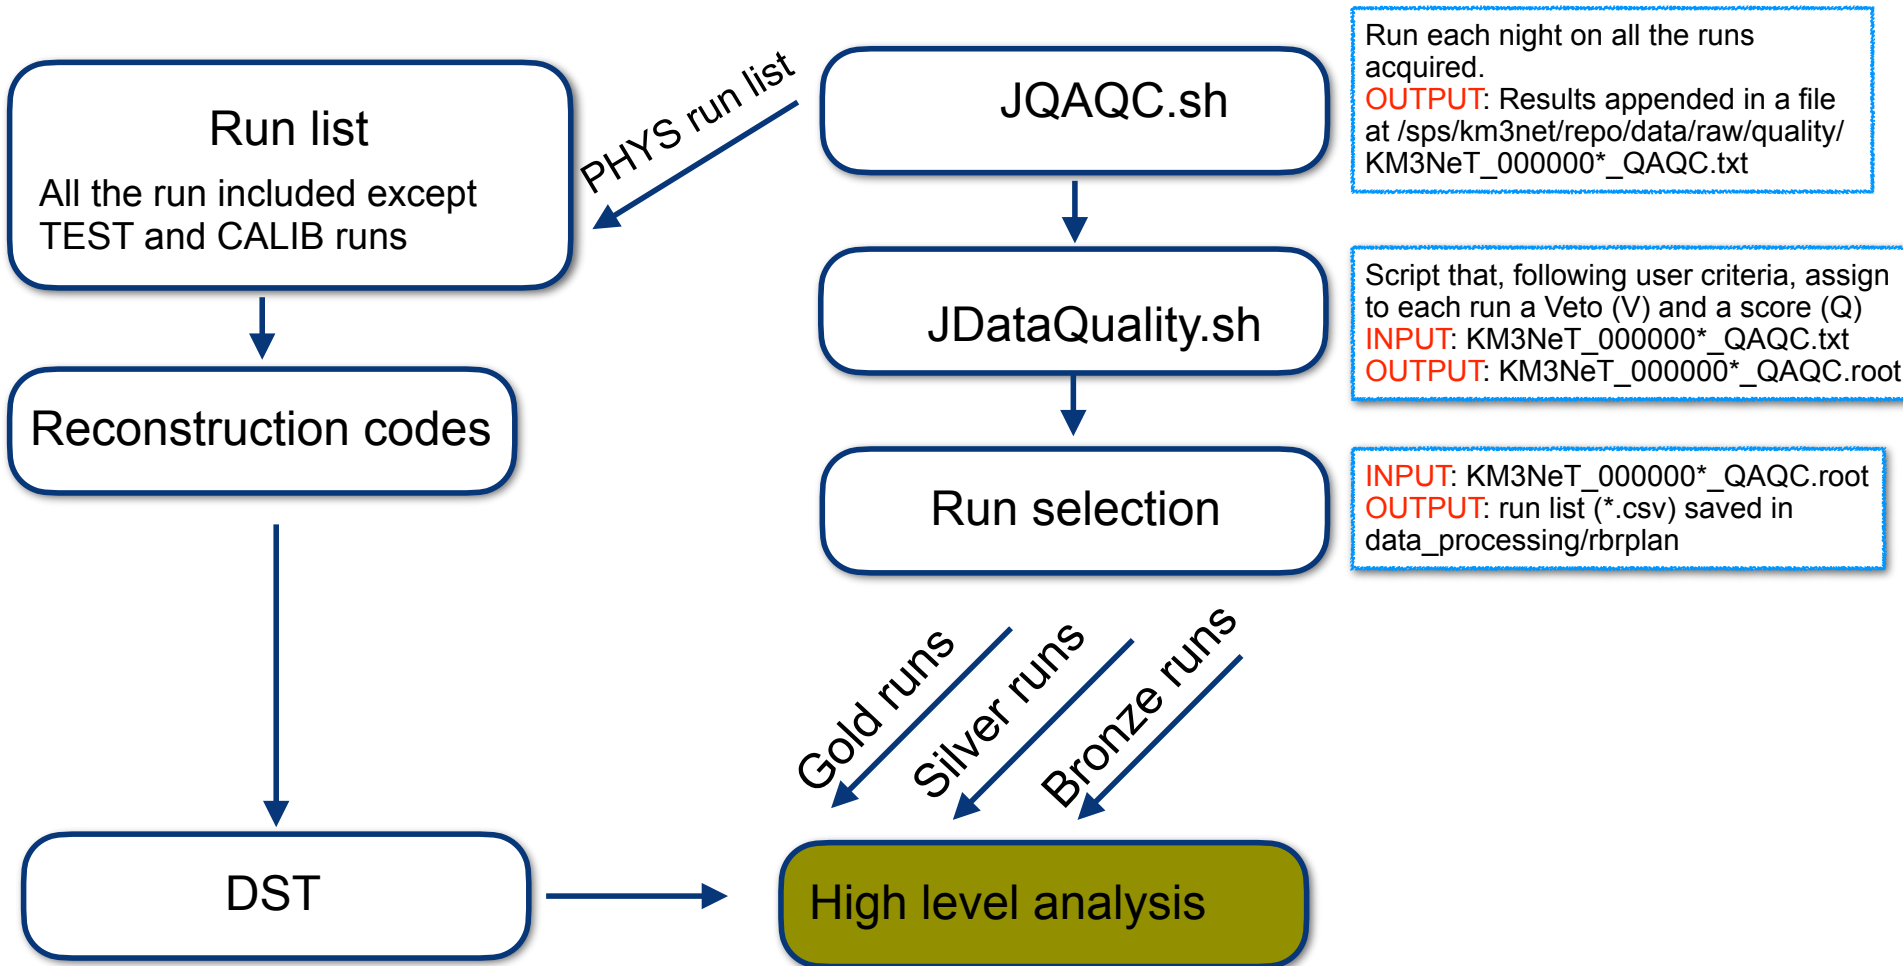 Run list
All the run included except
TEST and CALIB runs
PHYS run list
JQAQC.sh
Run each night on all the runs
acquired.
OUTPUT: Results appended in a file
at /sps/km3net/repo/data/raw/quality/
KM3NeT_000000*_QAQC.txt
JDataQuality.sh
Script that, following user criteria, assign
to each run a Veto (V) and a score (Q)
INPUT: KM3NeT_000000*_QAQC.txt
OUTPUT: KM3NeT_000000*_QAQC.root
Reconstruction codes
Run selection
INPUT: KM3NeT_000000*_QAQC.root
OUTPUT: run list (*.csv) saved in
data_processing/rbrplan
Gold runs
Silver runs
Bronze runs
DST
High level analysis